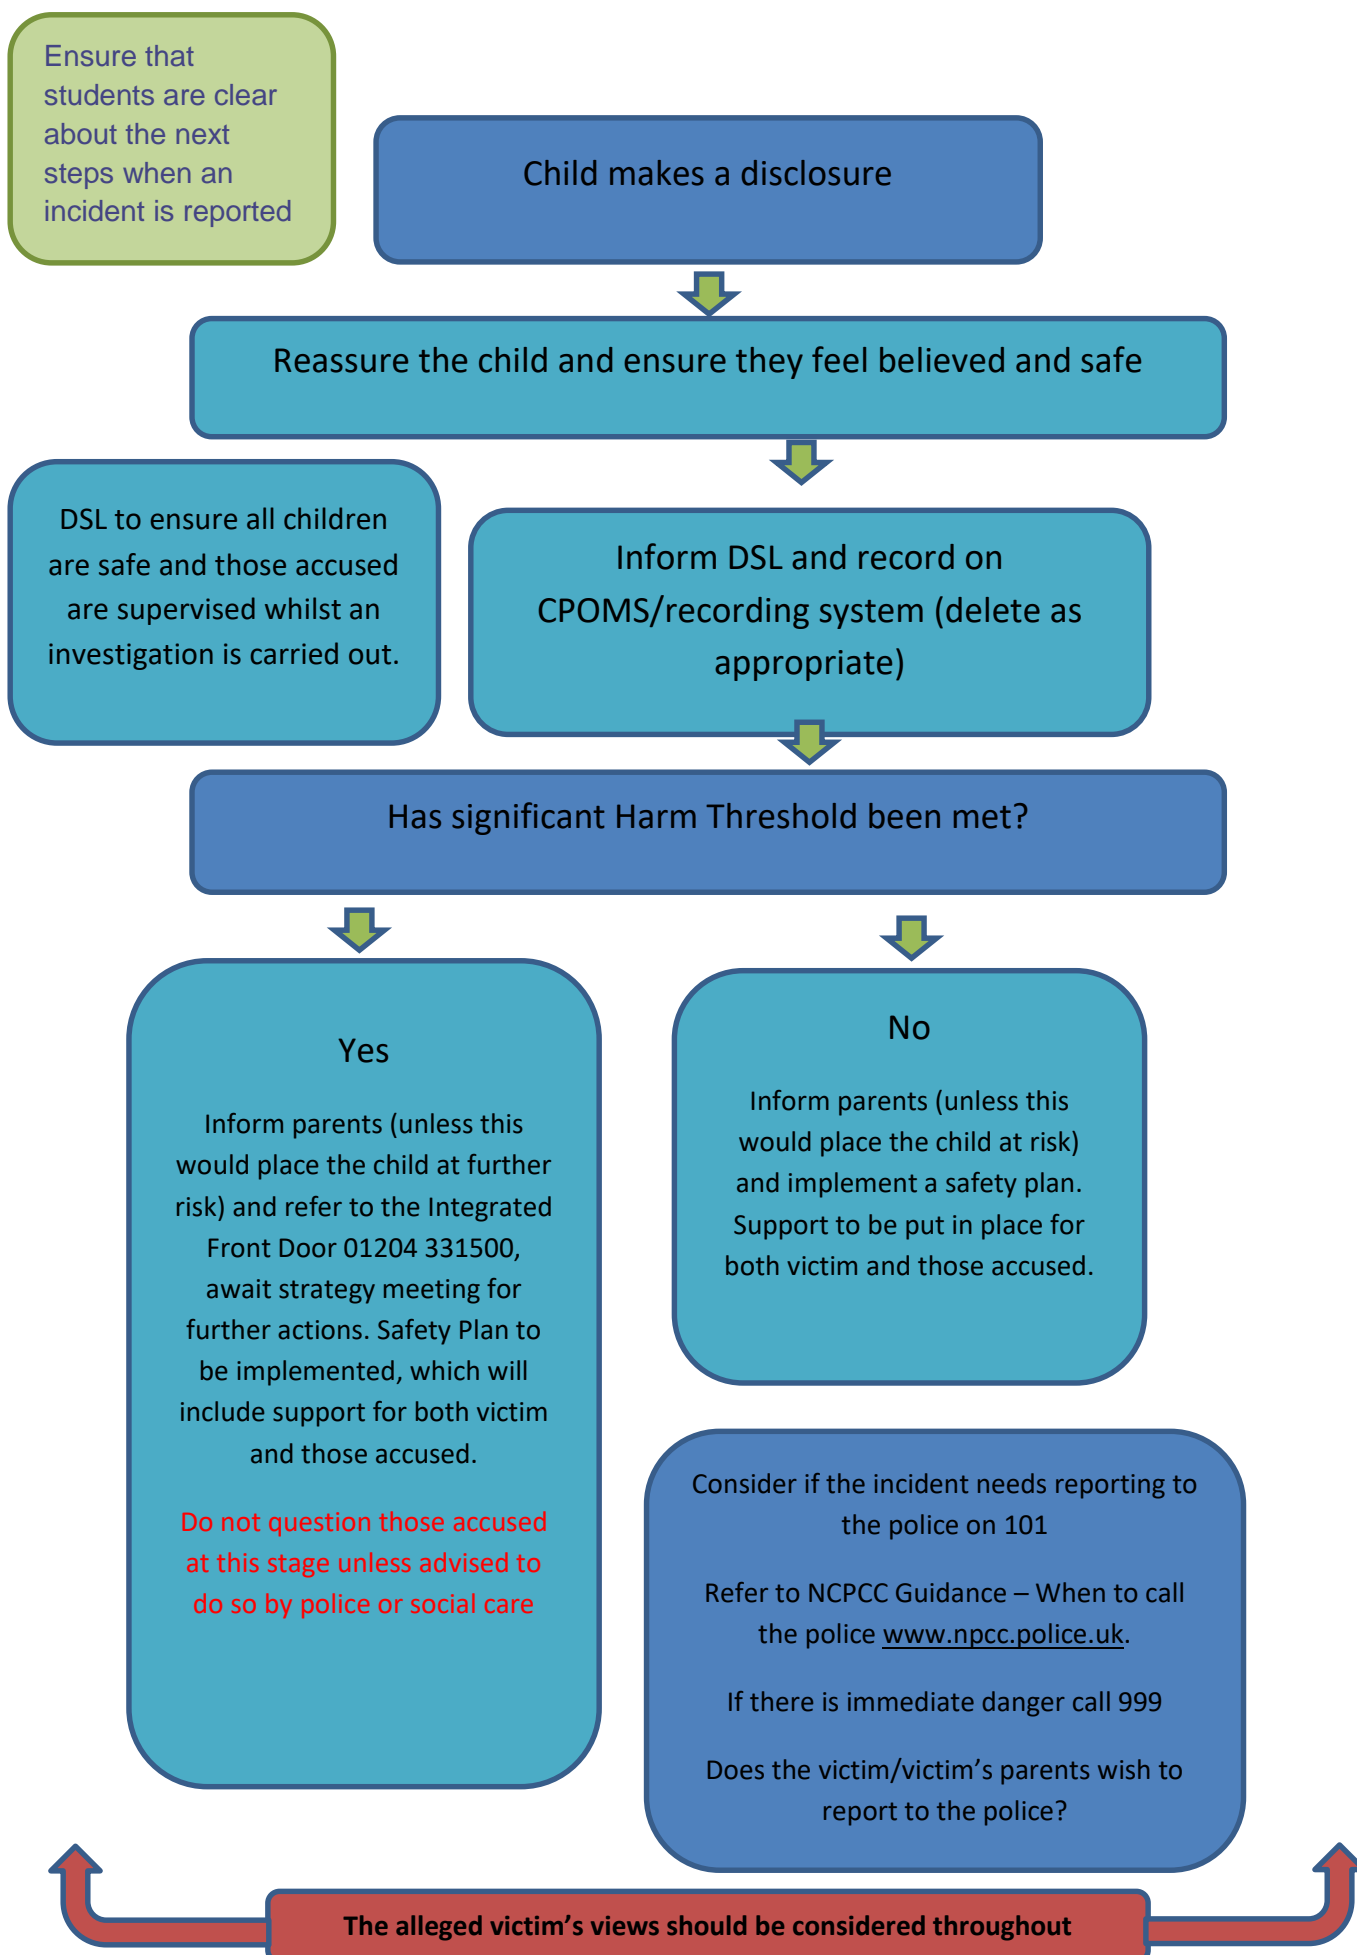 Ensure that
students are clear
about the next
steps when an
incident is reported
Child makes a disclosure
Reassure the child and ensure they feel believed and safe
DSL to ensure all children
are safe and those accused
are supervised whilst an
investigation is carried out.
Inform DSL and record on
CPOMS/recording system (delete as
appropriate)
Has significant Harm Threshold been met?
Yes
Inform parents (unless this
would place the child at further
risk) and refer to the Integrated
Front Door 01204 331500,
await strategy meeting for
further actions. Safety Plan to
be implemented, which will
include support for both victim
and those accused.
Do not question those accused
at this stage unless advised to
do so by police or social care
No
Inform parents (unless this
would place the child at risk)
and implement a safety plan.
Support to be put in place for
both victim and those accused.
Consider if the incident needs reporting to
the police on 101
Refer to NCPCC Guidance – When to call
the police www.npcc.police.uk.
If there is immediate danger call 999
Does the victim/victim’s parents wish to
report to the police?
The alleged victim’s views should be considered throughout